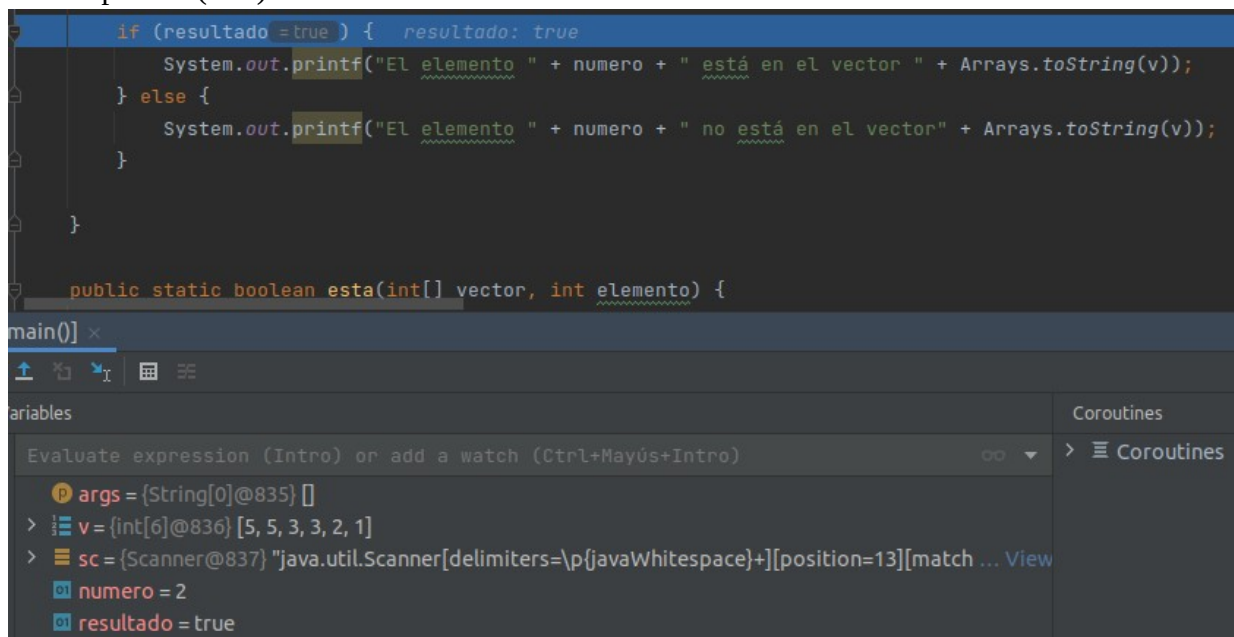 if (resultado = true ) {   resultado: true
System.out.printf("El elemento " + numero + " está en el vector " + Arrays.toString(v));
} else {
System.out.printf("El elemento " + numero + " no está en el vector" + Arrays.toString(v));
}
}
public static boolean esta(int[] vector, int elemento) {
main()] ×
ariables
Coroutines
Evaluate expression (Intro) or add a watch (Ctrl+Mayús+Intro)
> Coroutines
p args = {String[0]@835} []
> v = {int[6]@836} [5, 5, 3, 3, 2, 1]
> sc = {Scanner@837} "java.util.Scanner[delimiters=\p{javaWhitespace}+][position=13][match ... View
01 numero = 2
01 resultado = true